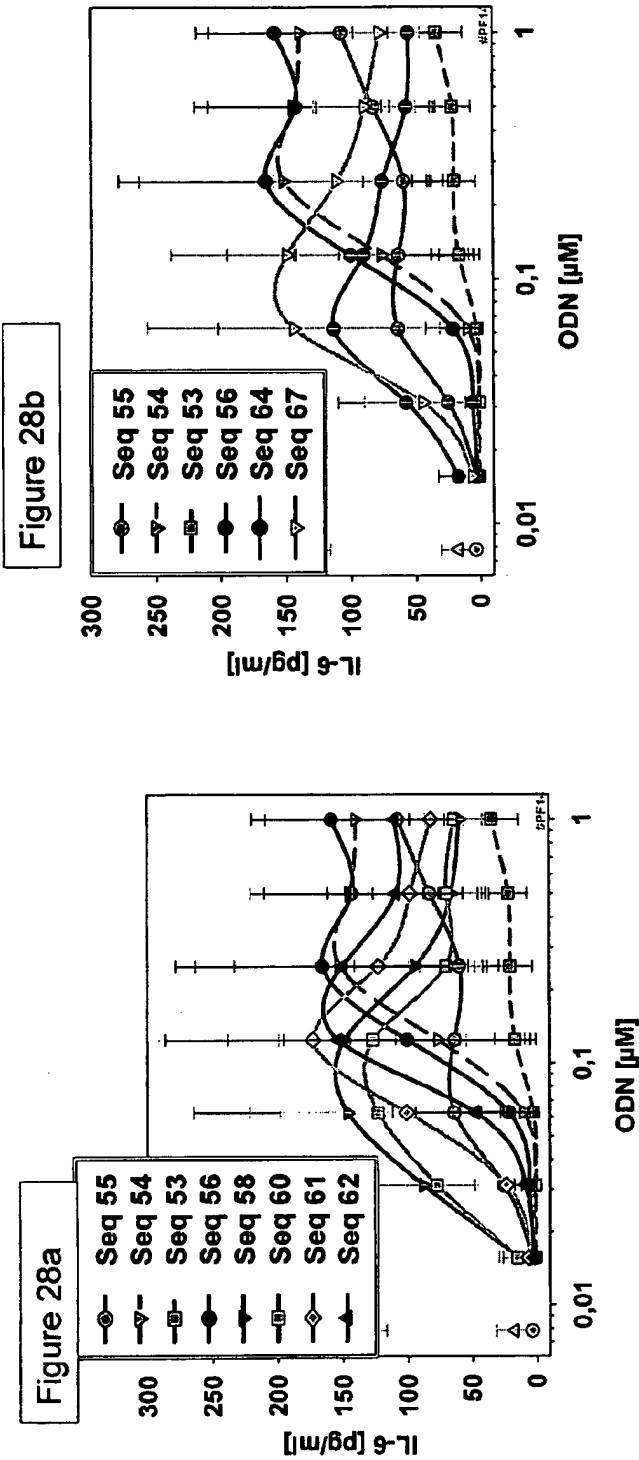 Figure 28a
Seq 55
Seq 54
Seq 53
Seq 56
Seq 58
Seq 60
Seq 61
Seq 62
300
250
200
150
100
50
0
IL-6 [pg/ml]
0,01
0,1
1
ODN [µM]
Figure 28b
Seq 55
Seq 54
Seq 53
Seq 56
Seq 64
Seq 67
300
250
200
150
100
50
0
IL-6 [pg/ml]
0,01
0,1
1
ODN [µM]